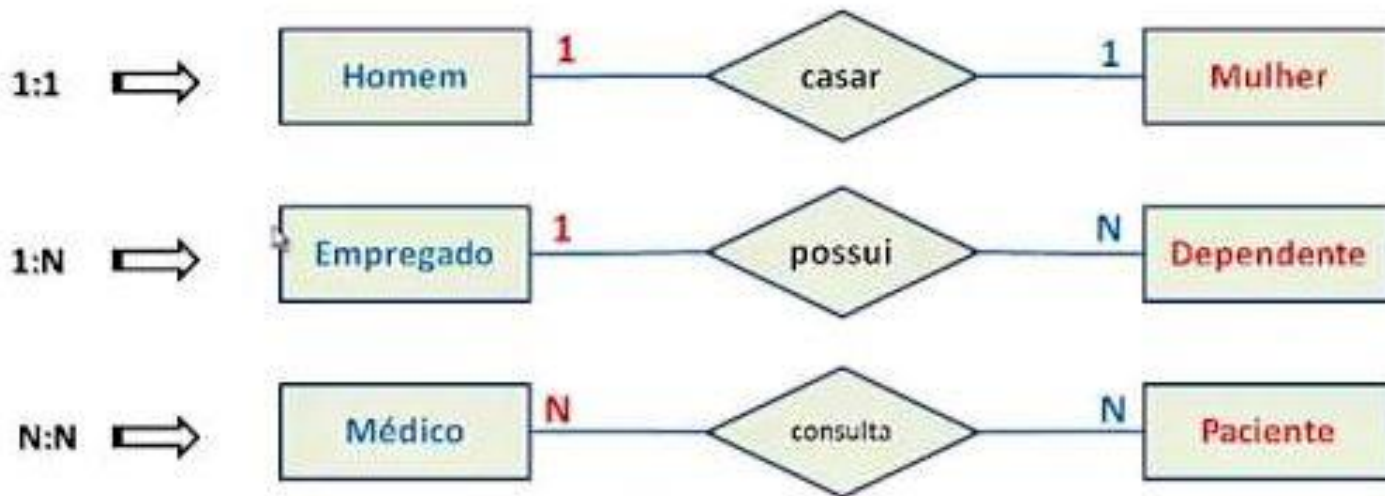 1:1 Homem 1 casar 1 Mulher
1:N Empregado 1 possui N Dependente
N:N Médico N consulta N Paciente